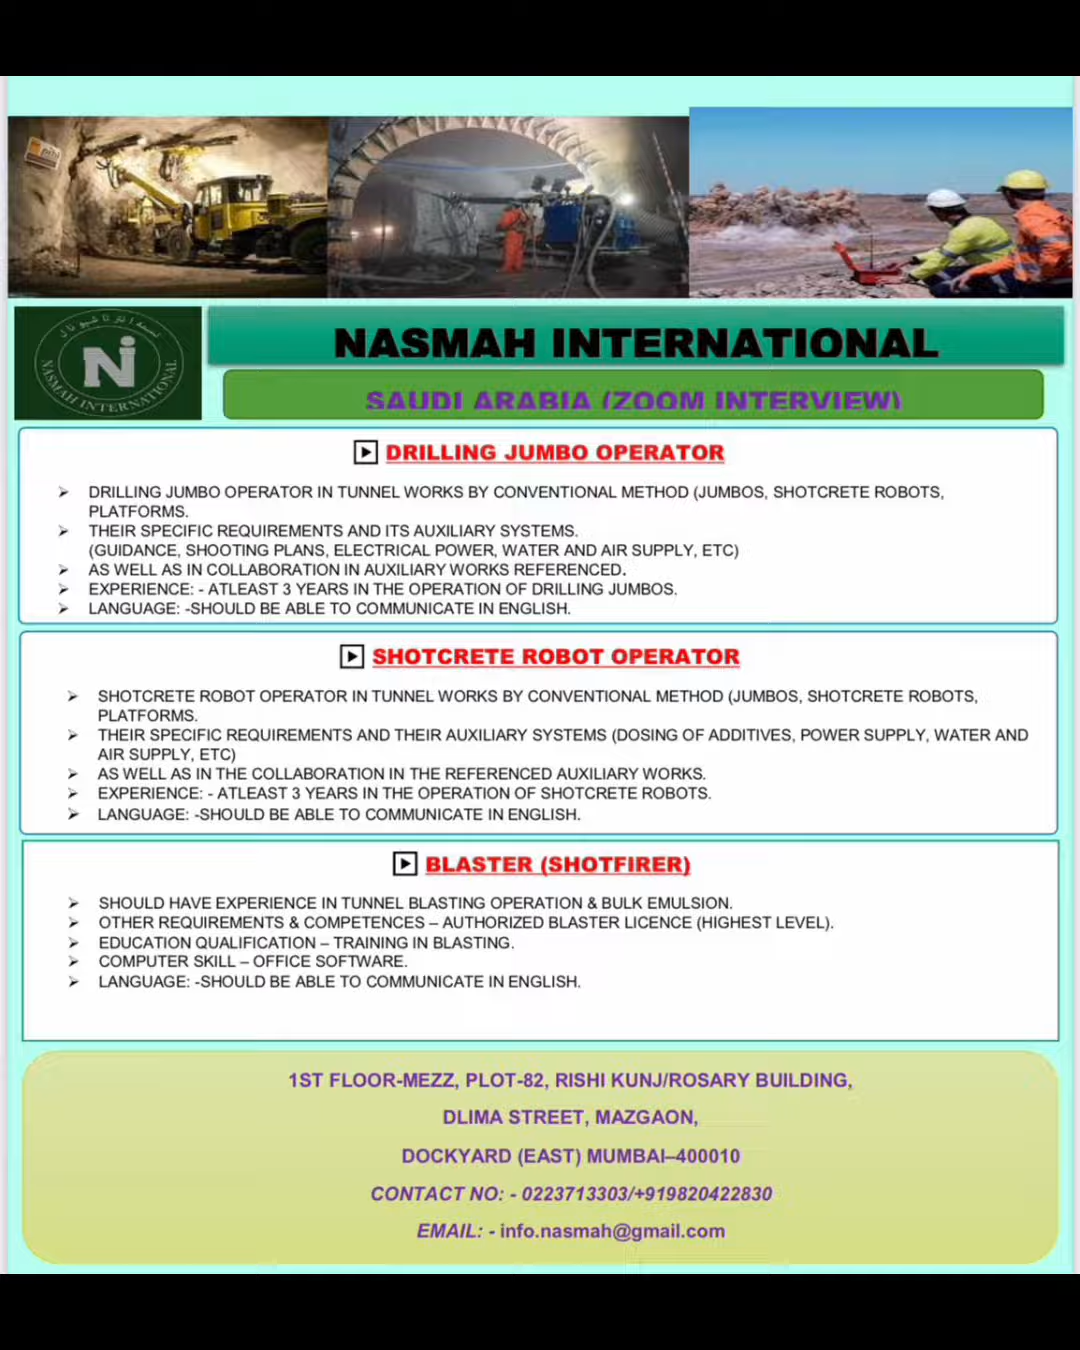 NASMAH INTERNATIONAL
NI
NASMAH INTERNATIONAL
SAUDI ARABIA (ZOOM INTERVIEW)
DRILLING JUMBO OPERATOR
➢ DRILLING JUMBO OPERATOR IN TUNNEL WORKS BY CONVENTIONAL METHOD (JUMBOS, SHOTCRETE ROBOTS,
PLATFORMS.
➢ THEIR SPECIFIC REQUIREMENTS AND ITS AUXILIARY SYSTEMS.
(GUIDANCE, SHOOTING PLANS, ELECTRICAL POWER, WATER AND AIR SUPPLY, ETC)
➢ AS WELL AS IN COLLABORATION IN AUXILIARY WORKS REFERENCED.
➢ EXPERIENCE: - ATLEAST 3 YEARS IN THE OPERATION OF DRILLING JUMBOS.
➢ LANGUAGE: -SHOULD BE ABLE TO COMMUNICATE IN ENGLISH.
SHOTCRETE ROBOT OPERATOR
➢ SHOTCRETE ROBOT OPERATOR IN TUNNEL WORKS BY CONVENTIONAL METHOD (JUMBOS, SHOTCRETE ROBOTS,
PLATFORMS.
➢ THEIR SPECIFIC REQUIREMENTS AND THEIR AUXILIARY SYSTEMS (DOSING OF ADDITIVES, POWER SUPPLY, WATER AND
AIR SUPPLY, ETC)
➢ AS WELL AS IN THE COLLABORATION IN THE REFERENCED AUXILIARY WORKS.
➢ EXPERIENCE: - ATLEAST 3 YEARS IN THE OPERATION OF SHOTCRETE ROBOTS.
➢ LANGUAGE: -SHOULD BE ABLE TO COMMUNICATE IN ENGLISH.
BLASTER (SHOTFIRER)
➢ SHOULD HAVE EXPERIENCE IN TUNNEL BLASTING OPERATION & BULK EMULSION.
➢ OTHER REQUIREMENTS & COMPETENCES – AUTHORIZED BLASTER LICENCE (HIGHEST LEVEL).
➢ EDUCATION QUALIFICATION – TRAINING IN BLASTING.
➢ COMPUTER SKILL – OFFICE SOFTWARE.
➢ LANGUAGE: -SHOULD BE ABLE TO COMMUNICATE IN ENGLISH.
1ST FLOOR-MEZZ, PLOT-82, RISHI KUNJ/ROSARY BUILDING,
DLIMA STREET, MAZGAON,
DOCKYARD (EAST) MUMBAI–400010
CONTACT NO: - 0223713303/+919820422830
EMAIL: - info.nasmah@gmail.com